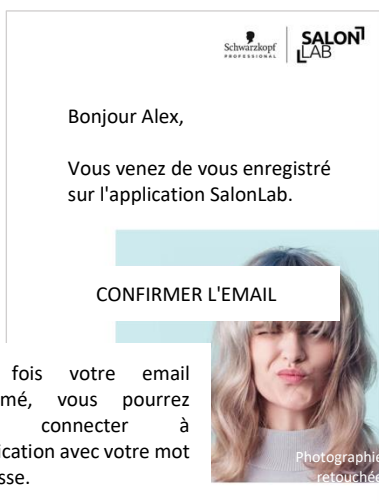 Schwarzkopf
PROFESSIONAL
SALON
LAB
Bonjour Alex,
Vous venez de vous enregistré
sur l'application SalonLab.
CONFIRMER L'EMAIL
fois votre email
mé, vous pourrez
connecter à
ication avec votre mot
sse.
Photographie
retouchée